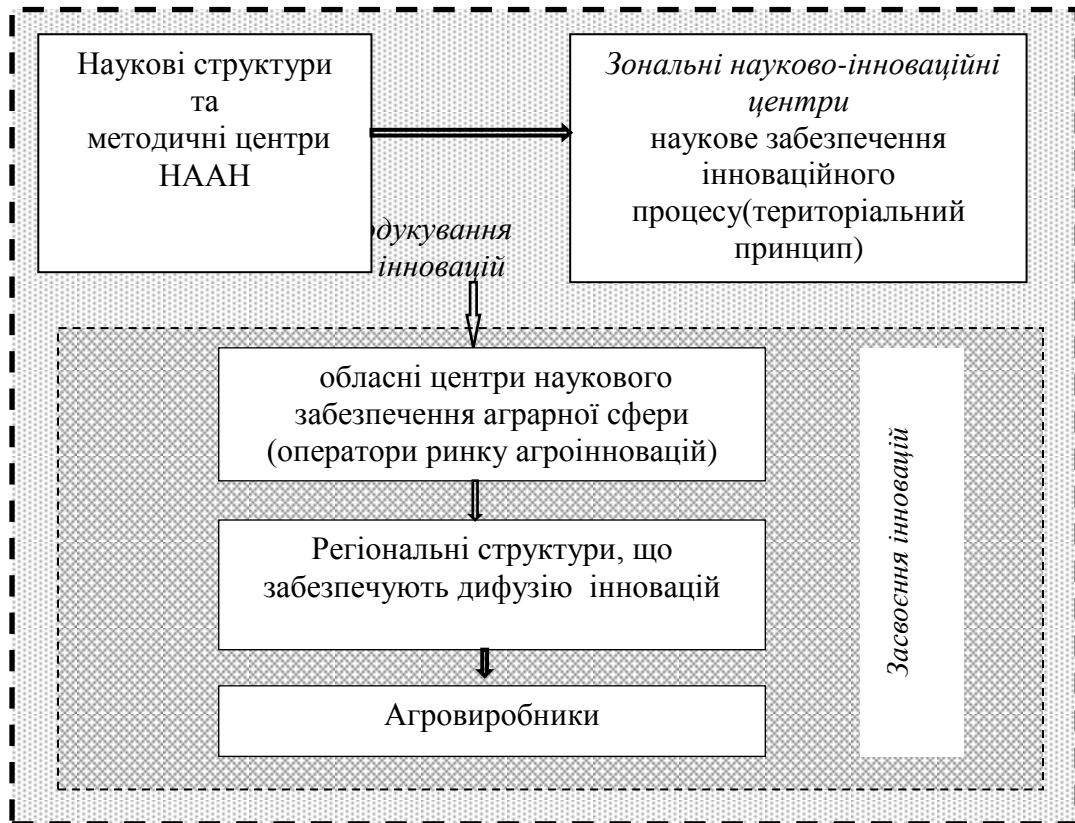 Наукові структури
та
методичні центри
НААН
Зональні науково-інноваційні
центри
наукове забезпечення
інноваційного
процесу(територіальний
принцип)
інновацій
обласні центри наукового
забезпечення аграрної сфери
(оператори ринку агроінновацій)
Регіональні структури, що
забезпечують дифузію інновацій
Агровиробники
Засвоєння інновацій